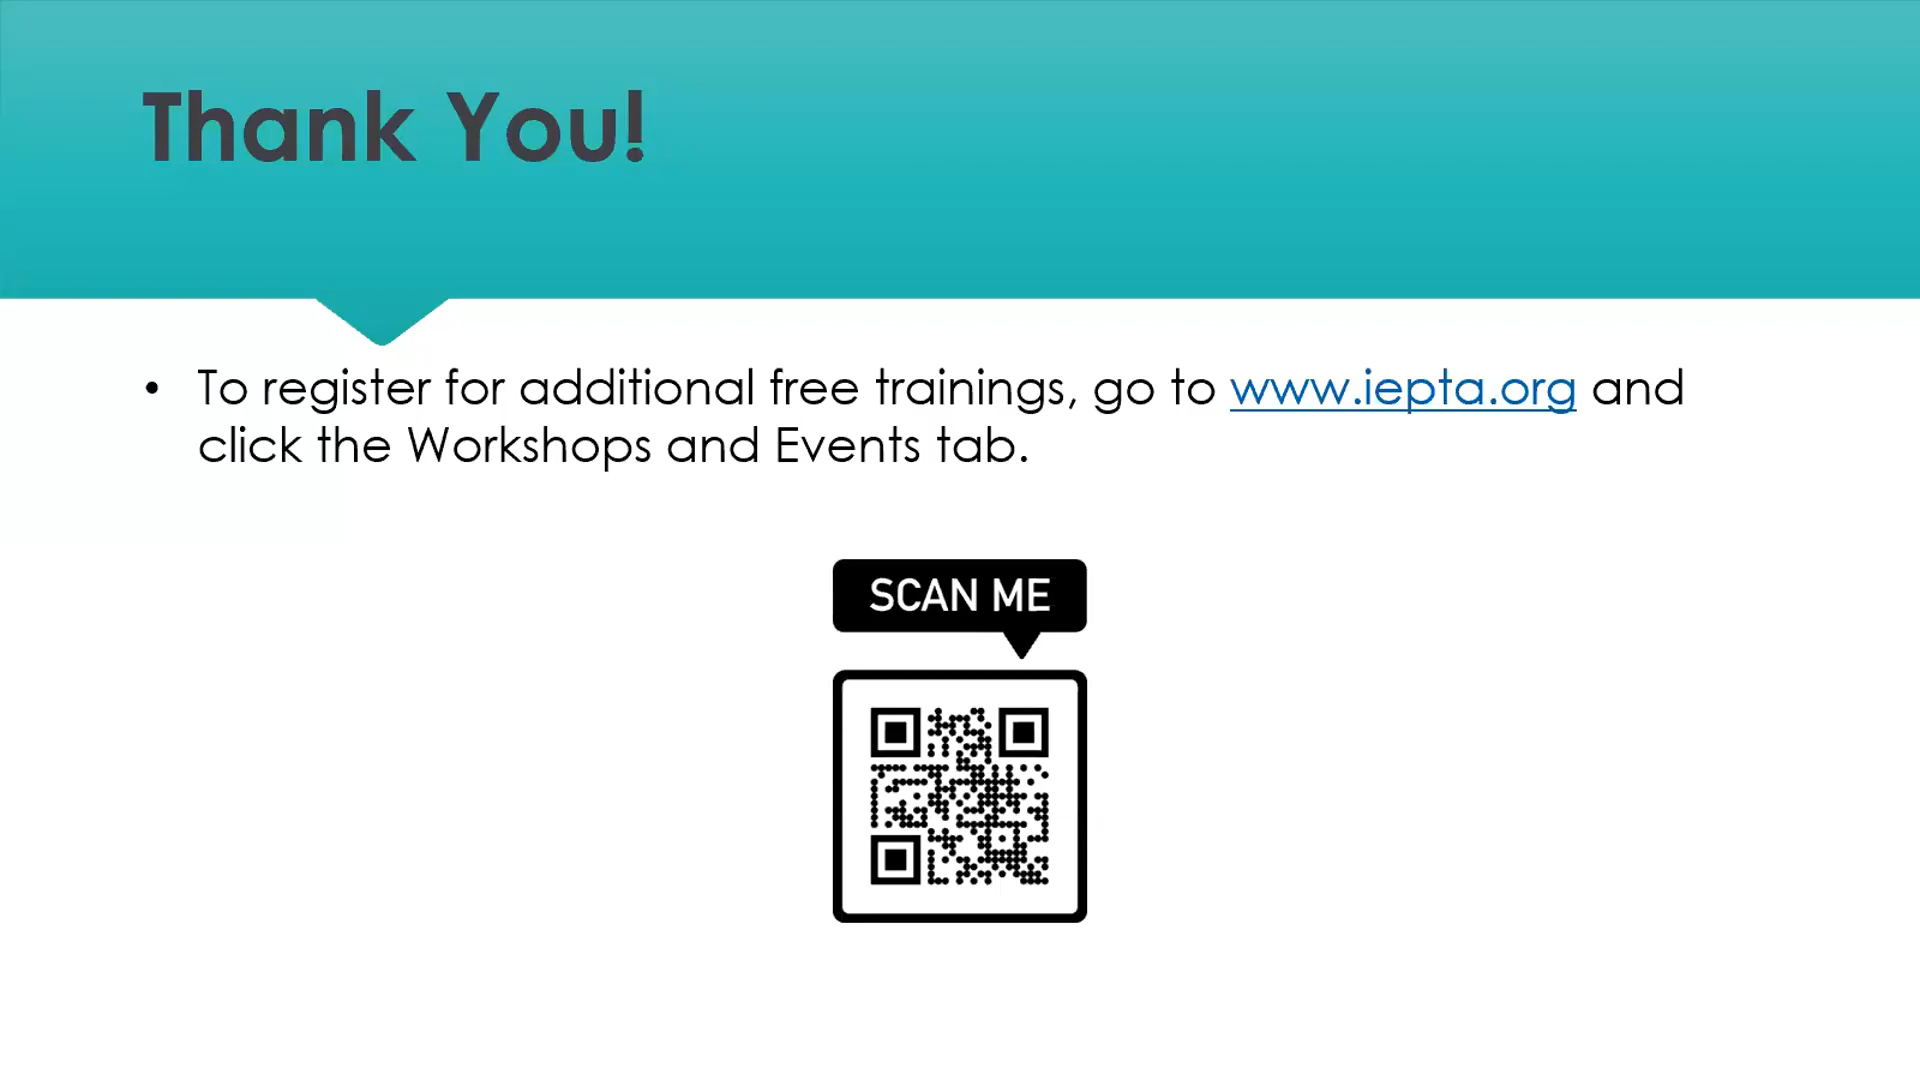 Thank You!
• To register for additional free trainings, go to www.iepta.org and
click the Workshops and Events tab.
SCAN ME